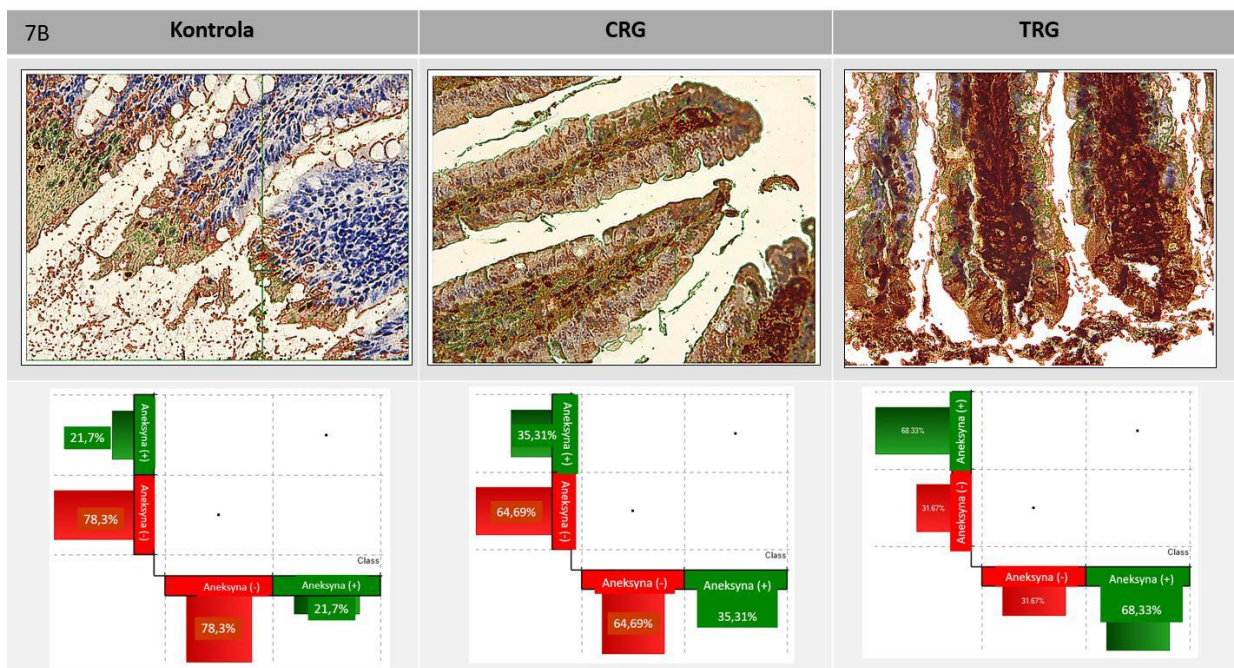 7B
Kontrola
CRG
TRG
Aneksyna (+)
21,7%
Aneksyna (-)
78,3%
Class
Aneksyna (-)
Aneksyna (+)
78,3%
21,7%
Aneksyna (+)
35,31%
Aneksyna (-)
64,69%
Class
Aneksyna (-)
Aneksyna (+)
64,69%
35,31%
Aneksyna (+)
68.33%
Aneksyna (-)
31.67%
Class
Aneksyna (-)
Aneksyna (+)
31.67%
68,33%